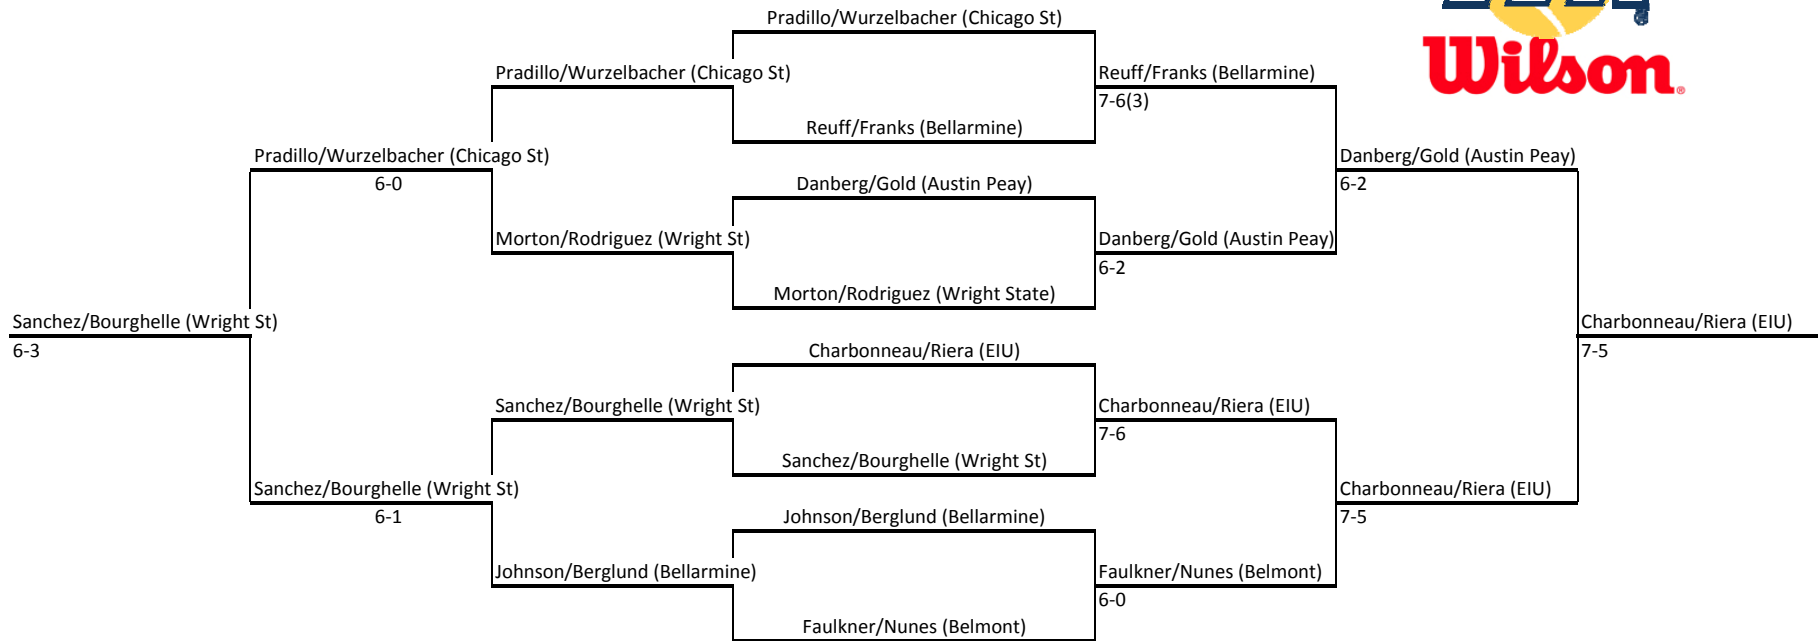 Pradillo/Wurzelbacher (Chicago St)
Wilson®
Pradillo/Wurzelbacher (Chicago St)
Reuff/Franks (Bellarmine)
7-6(3)
Reuff/Franks (Bellarmine)
Pradillo/Wurzelbacher (Chicago St)
Danberg/Gold (Austin Peay)
6-0
Danberg/Gold (Austin Peay)
6-2
Morton/Rodriguez (Wright St)
Danberg/Gold (Austin Peay)
6-2
Morton/Rodriguez (Wright State)
Sanchez/Bourghelle (Wright St)
Charbonneau/Riera (EIU)
6-3
Charbonneau/Riera (EIU)
7-5
Sanchez/Bourghelle (Wright St)
Charbonneau/Riera (EIU)
7-6
Sanchez/Bourghelle (Wright St)
Sanchez/Bourghelle (Wright St)
Charbonneau/Riera (EIU)
6-1
Johnson/Berglund (Bellarmine)
7-5
Johnson/Berglund (Bellarmine)
Faulkner/Nunes (Belmont)
6-0
Faulkner/Nunes (Belmont)